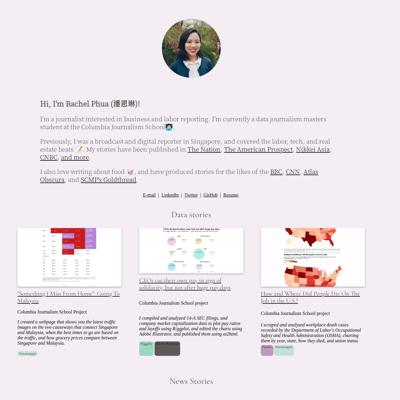 Hi, I'm Rachel Phua (潘恩琳)!
I'm a journalist interested in business and labor reporting. I'm currently a data journalism masters
student at the Columbia Journalism School
Previously, I was a broadcast and digital reporter in Singapore, and covered the labor, tech, and real
estate beats. My stories have been published in The Nation, The American Prospect, Nikkei Asia,
CNBC, and more.
I also love writing about food, and have produced stories for the likes of the BBC, CNN, Atlas
Obscura, and SCMP's Goldthread.
E-mail | LinkedIn | Twitter | GitHub | Resume
Data stories
"Something I Miss From Home": Going To
Malaysia
Columbia Journalism School project
I created a webpage that shows you the latest traffic
images on the two causeways that connect Singapore
and Malaysia, when the best times to go are based on
the traffic, and how grocery prices compare between
Singapore and Malaysia.
CEOs cut their own pay in sign of
solidarity, but not after huge pay days
Columbia Journalism School project
I compiled and analyzed 14-A SEC filings, and
company market capitalization data to plot pay ratios
and layoffs using R/ggplot, and edited the charts using
Adobe Illustrator, and published them using ai2html.
How and Where Did People Die On The
Job in the U.S?
Columbia Journalism School project
I scraped and analyzed workplace death cases
recorded by the Department of Labor's Occupational
Safety and Health Administration (OSHA), charting
them by year, state, how they died, and union status.
News Stories